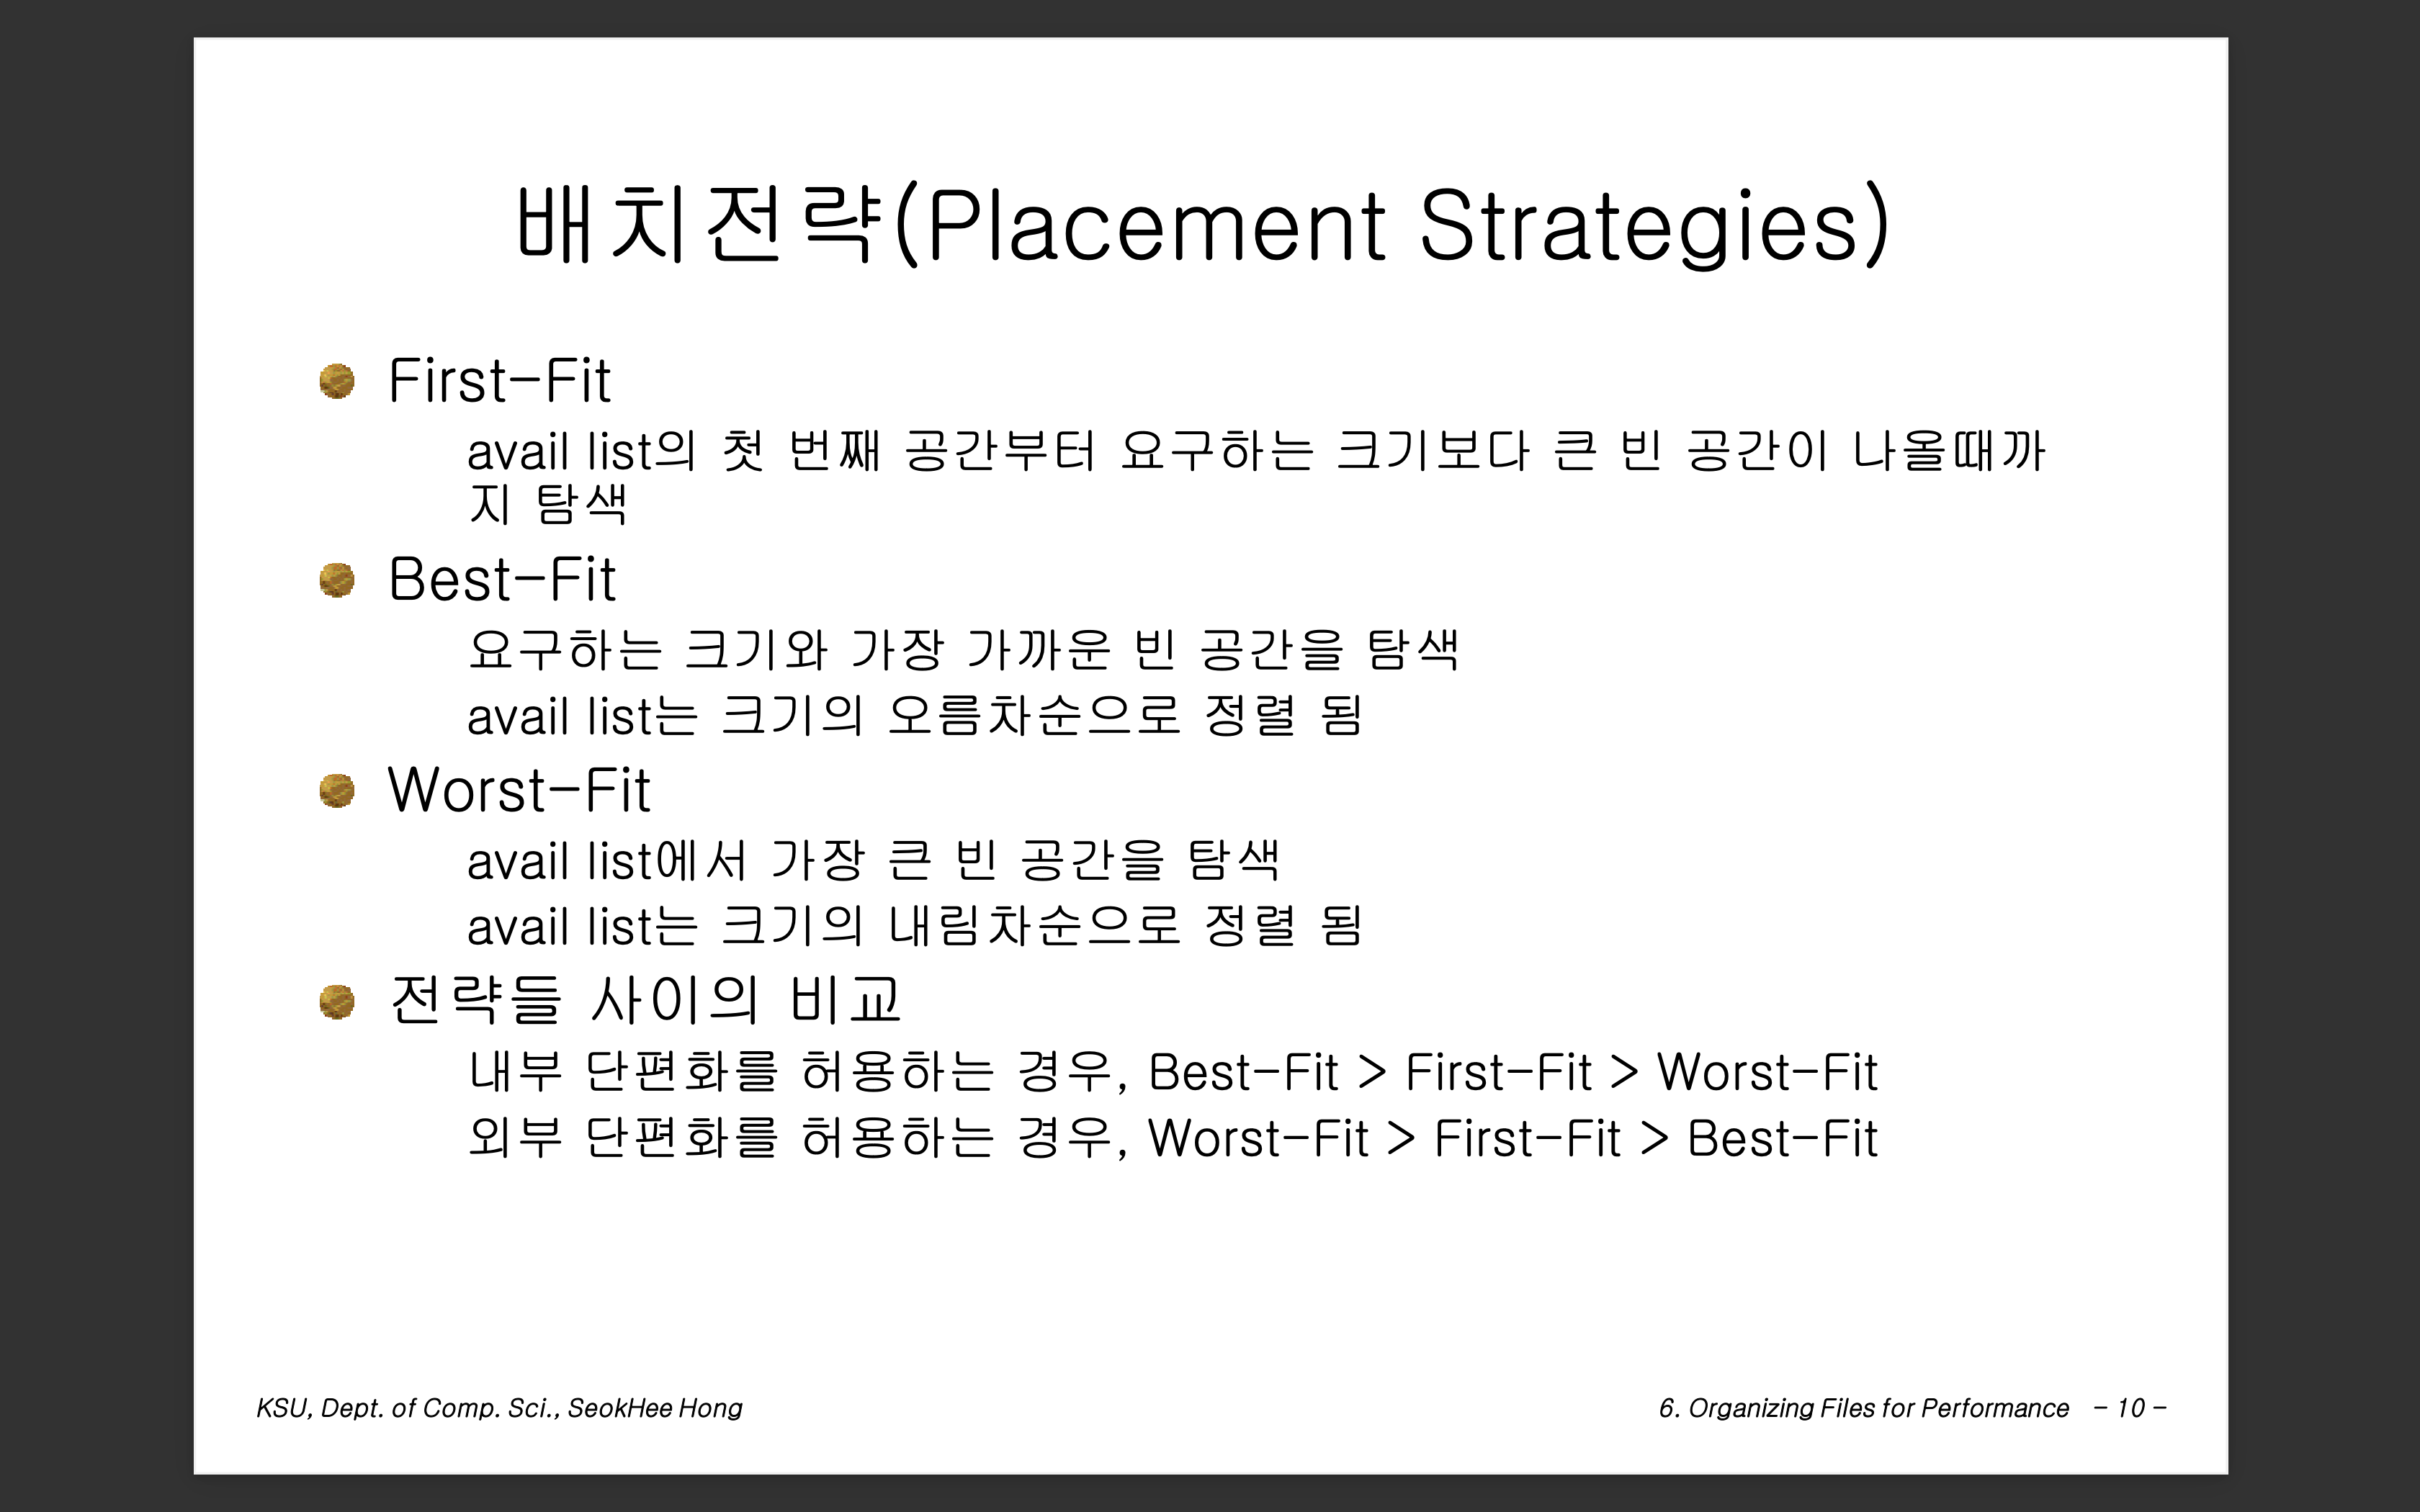 배치전략(Placement Strategies)
First-Fit
avail list의 첫 번째 공간부터 요구하는 크기보다 큰 빈 공간이 나올때까
지 탐색
Best-Fit
요구하는 크기와 가장 가까운 빈 공간을 탐색
avail list는 크기의 오름차순으로 정렬 됨
Worst-Fit
avail list에서 가장 큰 빈 공간을 탐색
avail list는 크기의 내림차순으로 정렬 됨
전략들 사이의 비교
내부 단편화를 허용하는 경우, Best-Fit > First-Fit > Worst-Fit
외부 단편화를 허용하는 경우, Worst-Fit > First-Fit > Best-Fit
KSU, Dept. of Comp. Sci., SeokHee Hong
6. Organizing Files for Performance - 10 -